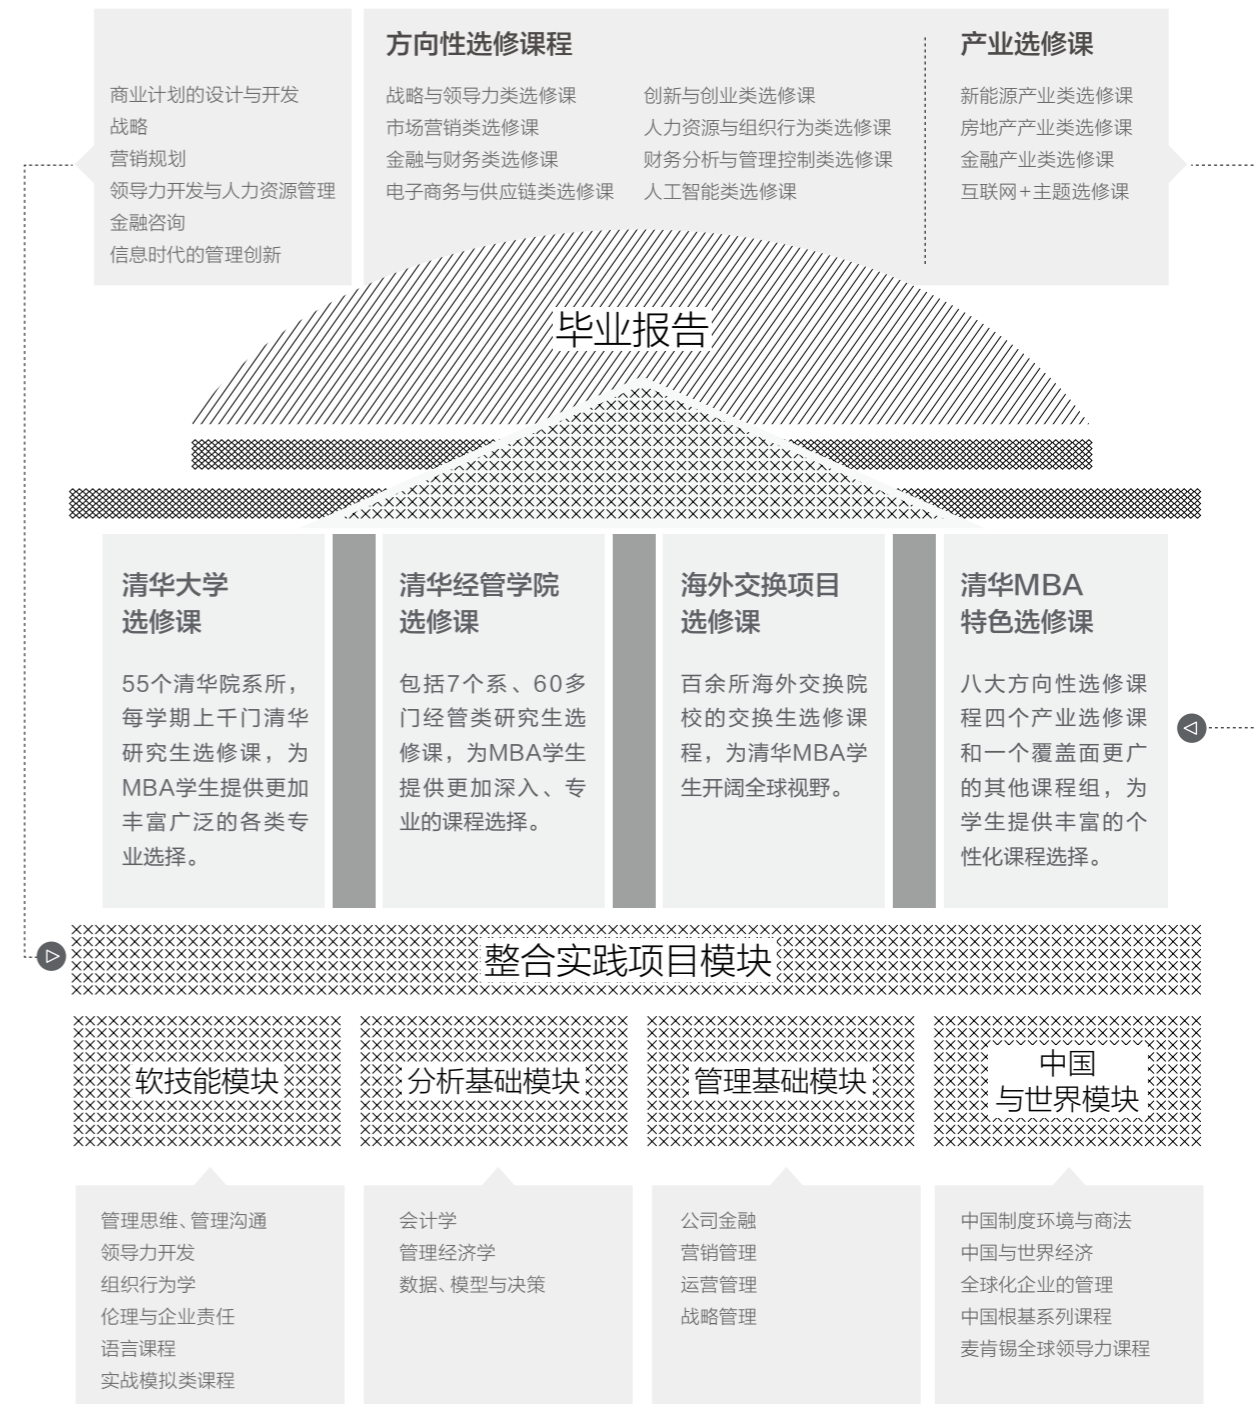 商业计划的设计与开发
战略
营销规划
领导力开发与人力资源管理
金融咨询
信息时代的管理创新
方向性选修课程
战略与领导力类选修课
市场营销类选修课
金融与财务类选修课
电子商务与供应链类选修课
创新与创业类选修课
人力资源与组织行为类选修课
财务分析与管理控制类选修课
人工智能类选修课
产业选修课
新能源产业类选修课
房地产产业类选修课
金融产业类选修课
互联网+主题选修课
毕业报告
清华大学
选修课
55个清华院系所，
每学期上千门清华
研究生选修课，为
MBA学生提供更加
丰富广泛的各类专
业选择。
清华经管学院
选修课
包括7个系、60多
门经管类研究生选
修课，为MBA学生
提供更加深入、专
业的课程选择。
海外交换项目
选修课
百余所海外交换院
校的交换生选修课
程，为清华MBA学
生开阔全球视野。
清华MBA
特色选修课
八大方向性选修课
程四个产业选修课
和一个覆盖面更广
的其他课程组，为
学生提供丰富的个
性化课程选择。
整合实践项目模块
软技能模块
分析基础模块
管理基础模块
中国
与世界模块
管理思维、管理沟通
领导力开发
组织行为学
伦理与企业责任
语言课程
实战模拟类课程
会计学
管理经济学
数据、模型与决策
公司金融
营销管理
运营管理
战略管理
中国制度环境与商法
中国与世界经济
全球化企业的管理
中国根基系列课程
麦肯锡全球领导力课程